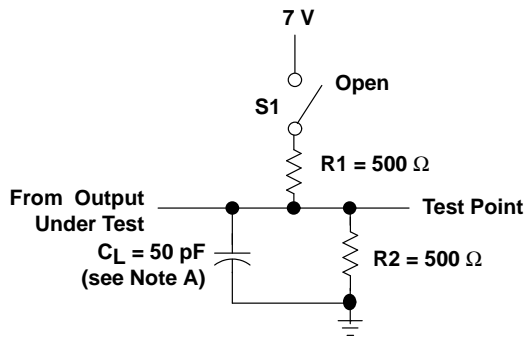 7 V
Open
S1
R1 = 500 Ω
From Output
Under Test
Test Point
CL = 50 pF
(see Note A)
R2 = 500 Ω